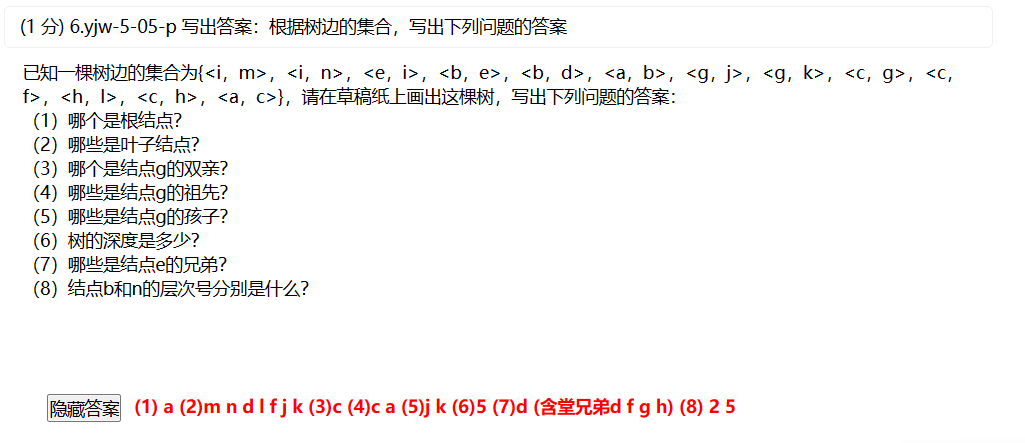 (1 分) 6.yjw-5-05-p 写出答案：根据树边的集合，写出下列问题的答案
已知一棵树边的集合为{<i，m>，<i，n>，<e，i>，<b，e>，<b，d>，<a，b>，<g，j>，<g，k>，<c，g>，<c，
f>，<h，l>，<c，h>，<a，c>}，请在草稿纸上画出这棵树，写出下列问题的答案：
（1）哪个是根结点？
（2）哪些是叶子结点？
（3）哪个是结点g的双亲？
（4）哪些是结点g的祖先？
（5）哪些是结点g的孩子？
（6）树的深度是多少？
（7）哪些是结点e的兄弟？
（8）结点b和n的层次号分别是什么？
隐藏答案 (1) a (2)m n d l f j k (3)c (4)c a (5)j k (6)5 (7)d (含堂兄弟d f g h) (8) 2 5